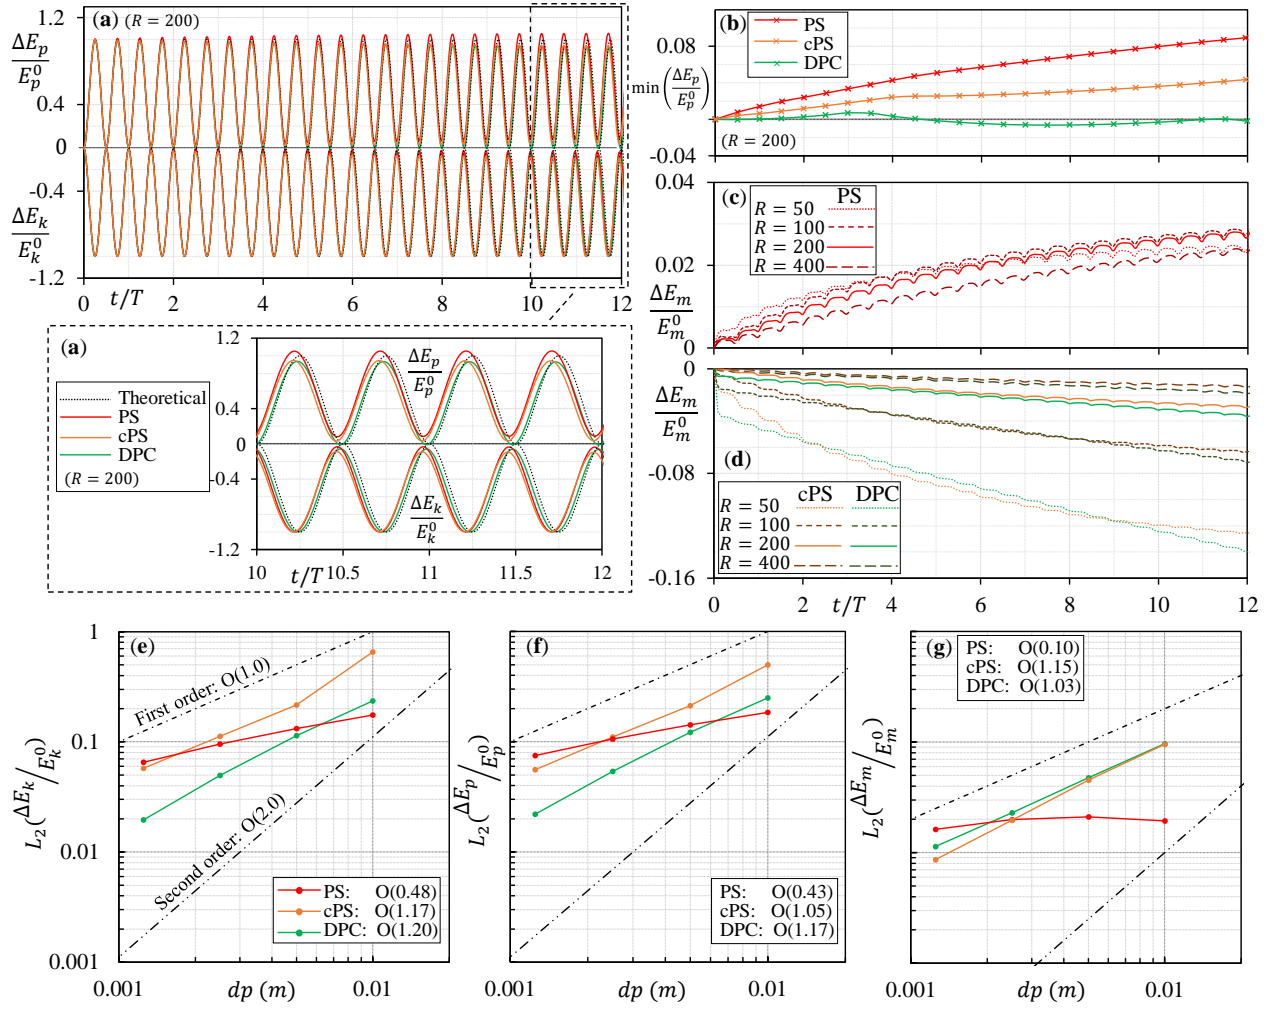 (a) (R = 200)
1.2
ΔE_p/E_p^0
0.4
0
-0.4
ΔE_k/E_k^0
-1.2
0 t/T 2 4 6 8 10 12
(a)
Theoretical
PS
cPS
DPC
(R = 200)
1.2
ΔE_p/E_p^0
0.4
0
-0.4
ΔE_k/E_k^0
-1.2
10 t/T 10.5 11 11.5 12
(b)
PS
cPS
DPC
0.08
min(ΔE_p/E_p^0)
(R = 200)
-0.04
0.04
(c)
PS
R = 50
R = 100
R = 200
R = 400
0.02
ΔE_m/E_m^0
0
0
ΔE_m/E_m^0
-0.08
(d)
cPS DPC
R = 50
R = 100
R = 200
R = 400
-0.16
0 2 t/T 4 6 8 10 12
1
(e)
First order: O(1.0)
0.1
L₂(ΔE_k/E_k^0)
Second order: O(2.0)
0.01
PS: O(0.48)
cPS: O(1.17)
DPC: O(1.20)
0.001
0.001 dp (m) 0.01
(f)
L₂(ΔE_p/E_p^0)
PS: O(0.43)
cPS: O(1.05)
DPC: O(1.17)
0.001 dp (m) 0.01
(g)
PS: O(0.10)
cPS: O(1.15)
DPC: O(1.03)
L₂(ΔE_m/E_m^0)
0.001 dp (m) 0.01